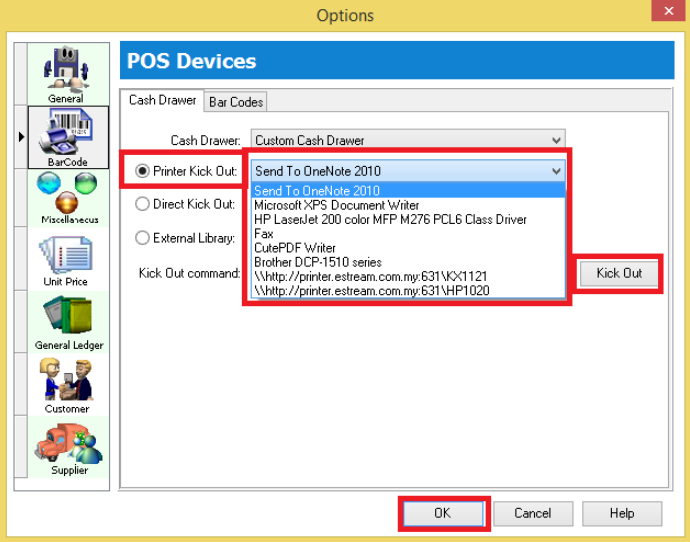 Options
×
POS Devices
General
BarCode
Miscellanecus
Unit Price
General Ledger
Customer
Supplier
Cash Drawer
Bar Codes
Cash Drawer: Custom Cash Drawer
Printer Kick Out: Send To OneNote 2010
Send To OneNote 2010
Microsoft XPS Document Writer
HP LaserJet 200 color MFP M276 PCL6 Class Driver
Fax
CutePDF Writer
Brother DCP-1510 series
\\http://printer.estream.com.my:631\KX1121
\\http://printer.estream.com.my:631\HP1020
Direct Kick Out:
External Library:
Kick Out command:
Kick Out
OK
Cancel
Help